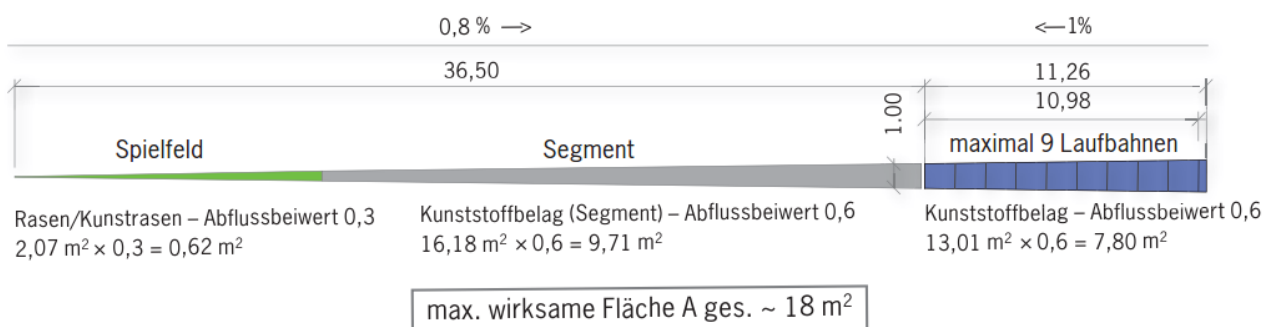 0,8 % —>
<—1%
36,50
11,26
10,98
1.00
Spielfeld
Segment
maximal 9 Laufbahnen
Rasen/Kunstrasen – Abflussbeiwert 0,3
2,07 m² × 0,3 = 0,62 m²
Kunststoffbelag (Segment) – Abflussbeiwert 0,6
16,18 m² × 0,6 = 9,71 m²
Kunststoffbelag – Abflussbeiwert 0,6
13,01 m² × 0,6 = 7,80 m²
max. wirksame Fläche A ges. ~ 18 m²